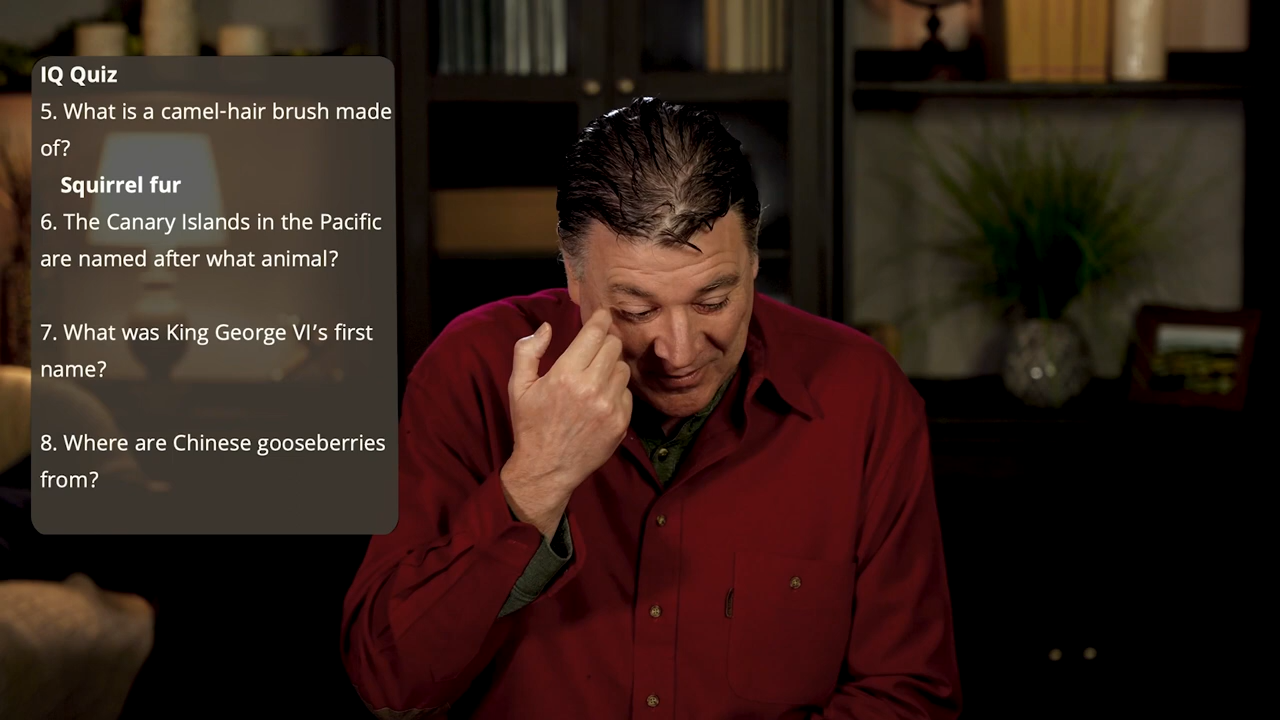 IQ Quiz
5. What is a camel-hair brush made
of?
Squirrel fur
6. The Canary Islands in the Pacific
are named after what animal?
7. What was King George VI’s first
name?
8. Where are Chinese gooseberries
from?